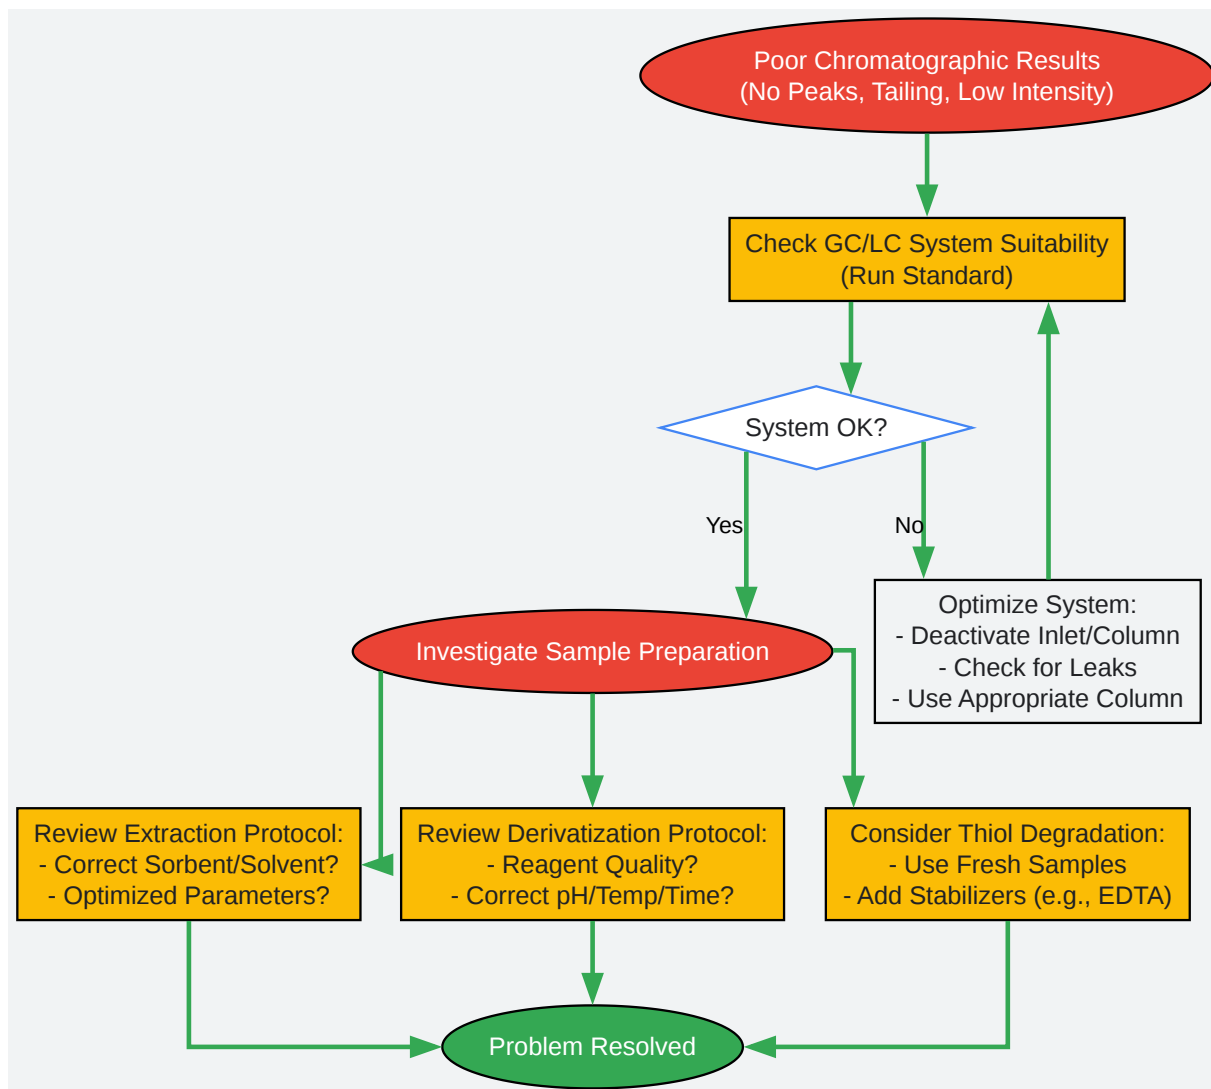 Poor Chromatographic Results
(No Peaks, Tailing, Low Intensity)
Check GC/LC System Suitability
(Run Standard)
System OK?
Yes
No
Optimize System:
- Deactivate Inlet/Column
- Check for Leaks
- Use Appropriate Column
Investigate Sample Preparation
Review Extraction Protocol:
- Correct Sorbent/Solvent?
- Optimized Parameters?
Review Derivatization Protocol:
- Reagent Quality?
- Correct pH/Temp/Time?
Consider Thiol Degradation:
- Use Fresh Samples
- Add Stabilizers (e.g., EDTA)
Problem Resolved